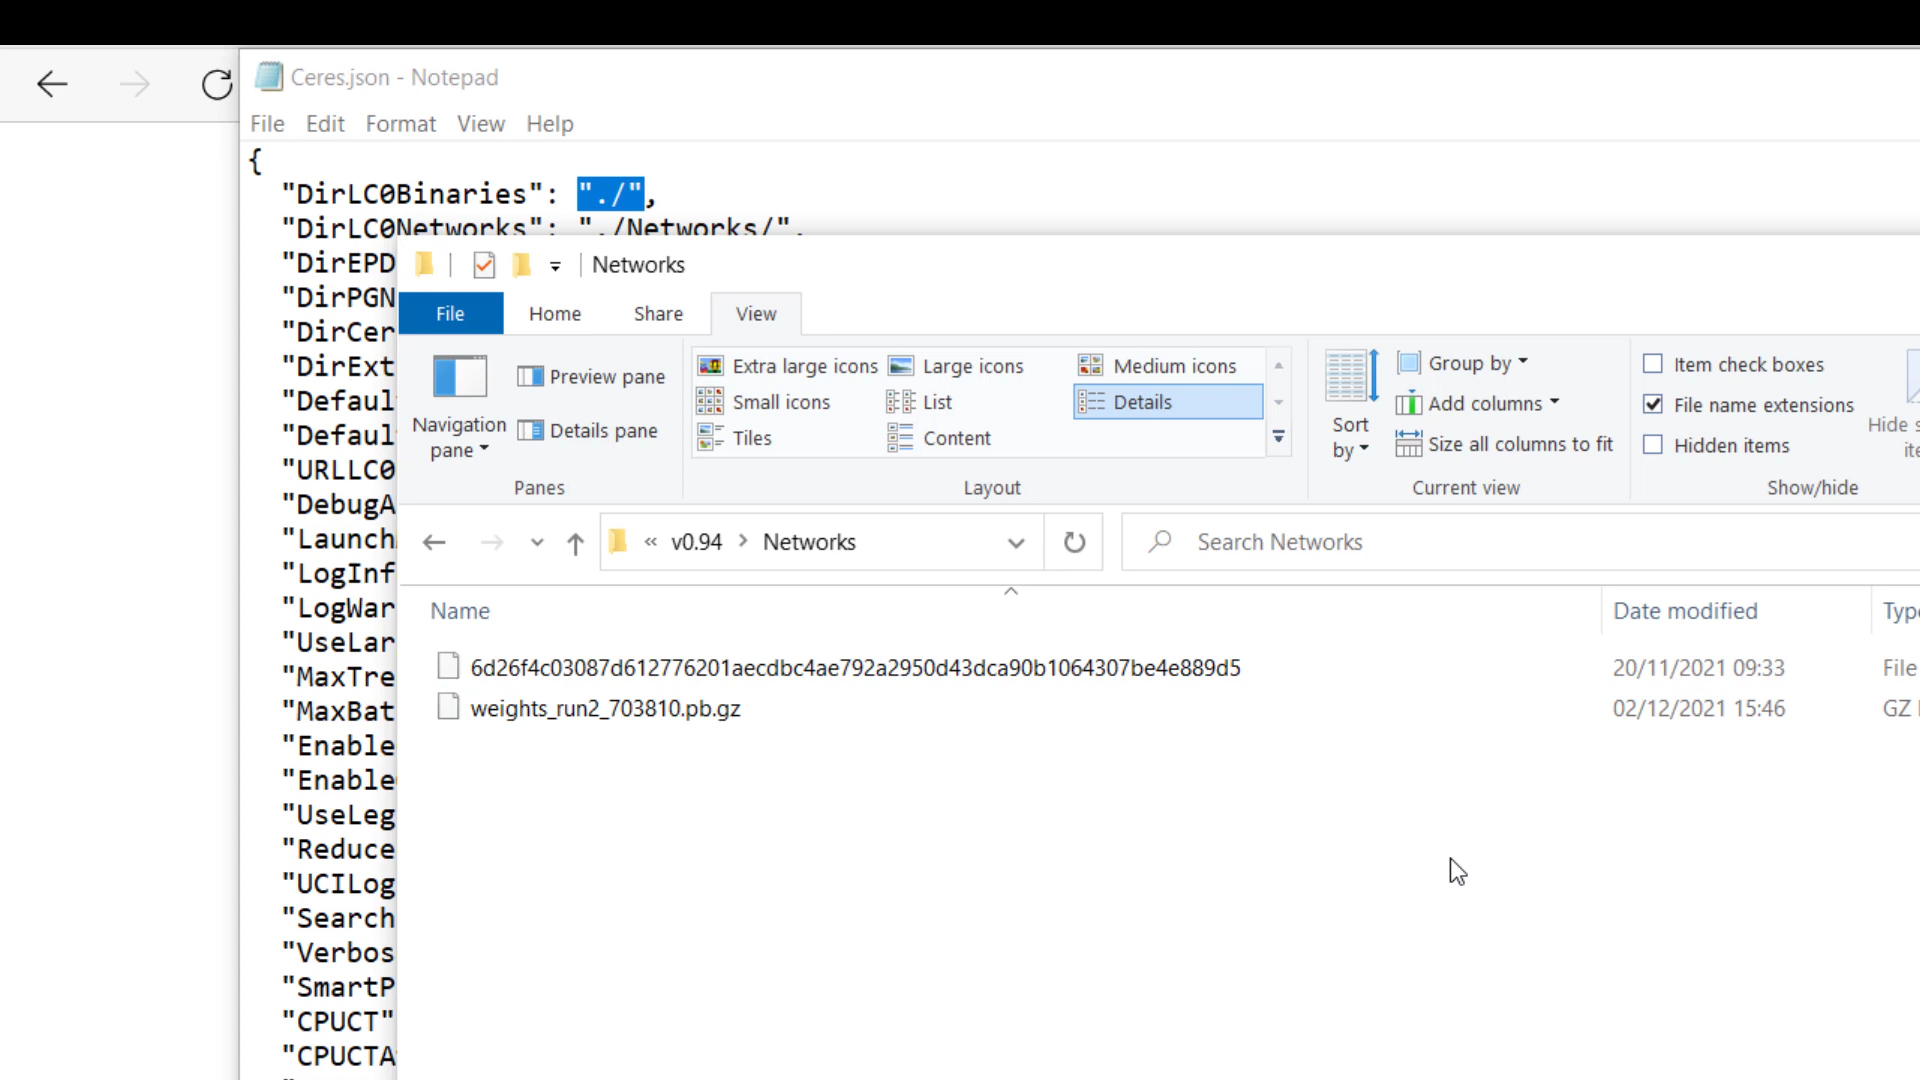 Ceres.json - Notepad
File Edit Format View Help
{
"DirLC0Binaries": "./",
"DirLC0Networks": "./Networks/",
"DirEPD
"DirPGN
"DirCer
"DirExt
"Defaul
"Defaul
"URLLC0
"DebugA
"Launch
"LogInf
"LogWar
"UseLar
"MaxTre
"MaxBat
"Enable
"Enable
"UseLeg
"Reduce
"UCILog
"Search
"Verbos
"SmartP
"CPUCT"
"CPUCTA
Networks
File Home Share View
Navigation pane
Preview pane
Details pane
Panes
Extra large icons Large icons Medium icons
Small icons List Details
Tiles Content
Layout
Sort by
Group by
Add columns
Size all columns to fit
Current view
Item check boxes
File name extensions
Hidden items
Hide s
ite
Show/hide
« v0.94 > Networks
Search Networks
Name Date modified Type
6d26f4c03087d612776201aecdbc4ae792a2950d43dca90b1064307be4e889d5 20/11/2021 09:33 File
weights_run2_703810.pb.gz 02/12/2021 15:46 GZ